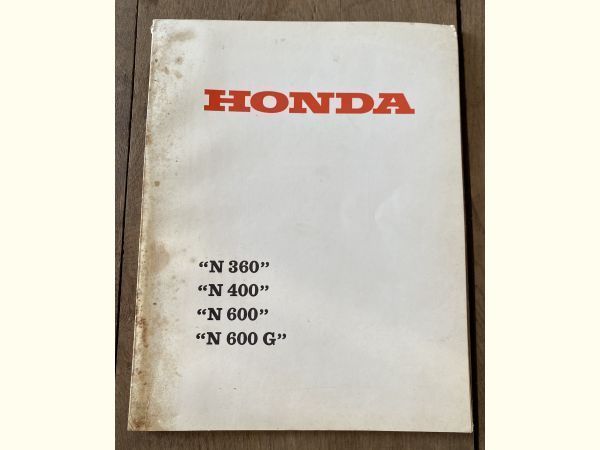 HONDA
“N 360”
“N 400”
“N 600”
“N 600 G”